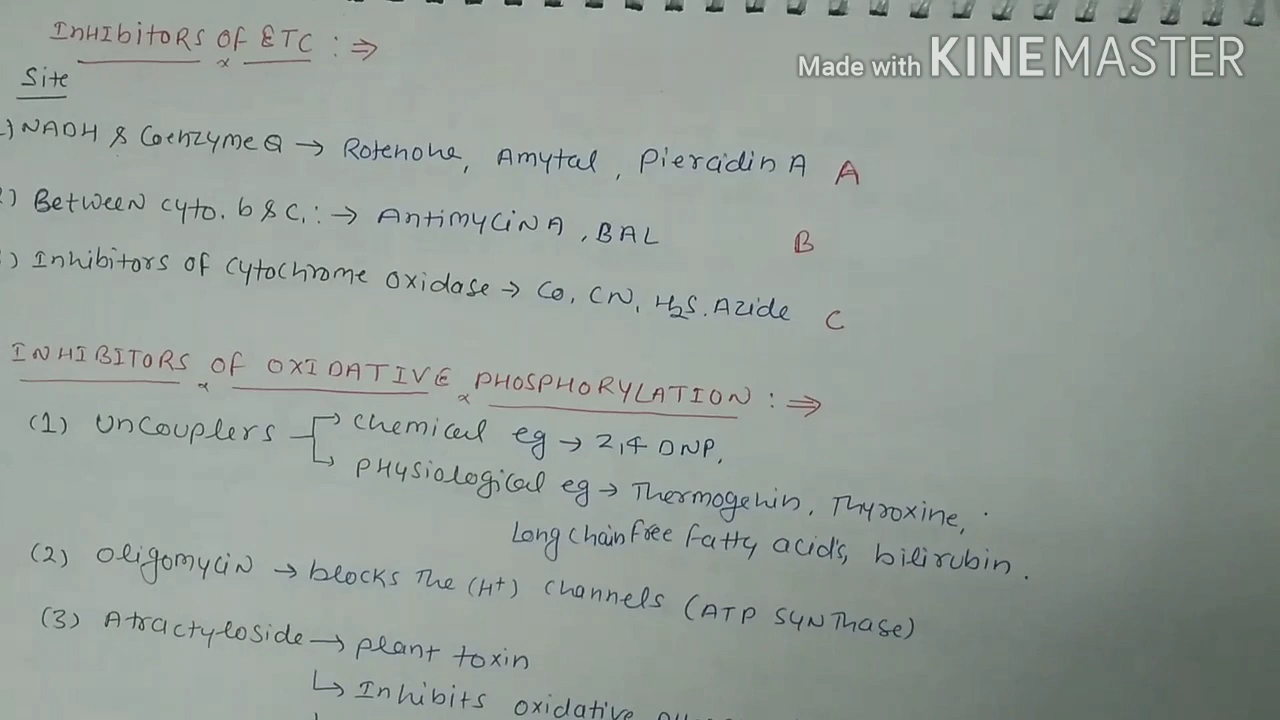 INHIbitoRS Of ETC : ⇒
Made with KINEMASTER
Site
) NADH & Coenzyme Q → Rotenone, Amytal, Piericidin A A
) Between cyto. b & C₁ : → AntimyciN A, BAL B
) Inhibitors of cytochrome oxidase → CO, CN, H₂S. Azide C
INHIBITORS Of OXIDATIVE PHOSPHORYLATION : ⇒
(1) Uncouplers → chemical eg → 2,4 DNP,
→ PHYsiological eg → Thermogenin, Thyroxine,
Long chain free fatty acid's, bilirubin.
(2) OligomyciN → blocks The (H⁺) channels (ATP SYNThase)
(3) Atractyloside → plant toxin
↳ Inhibits oxidative